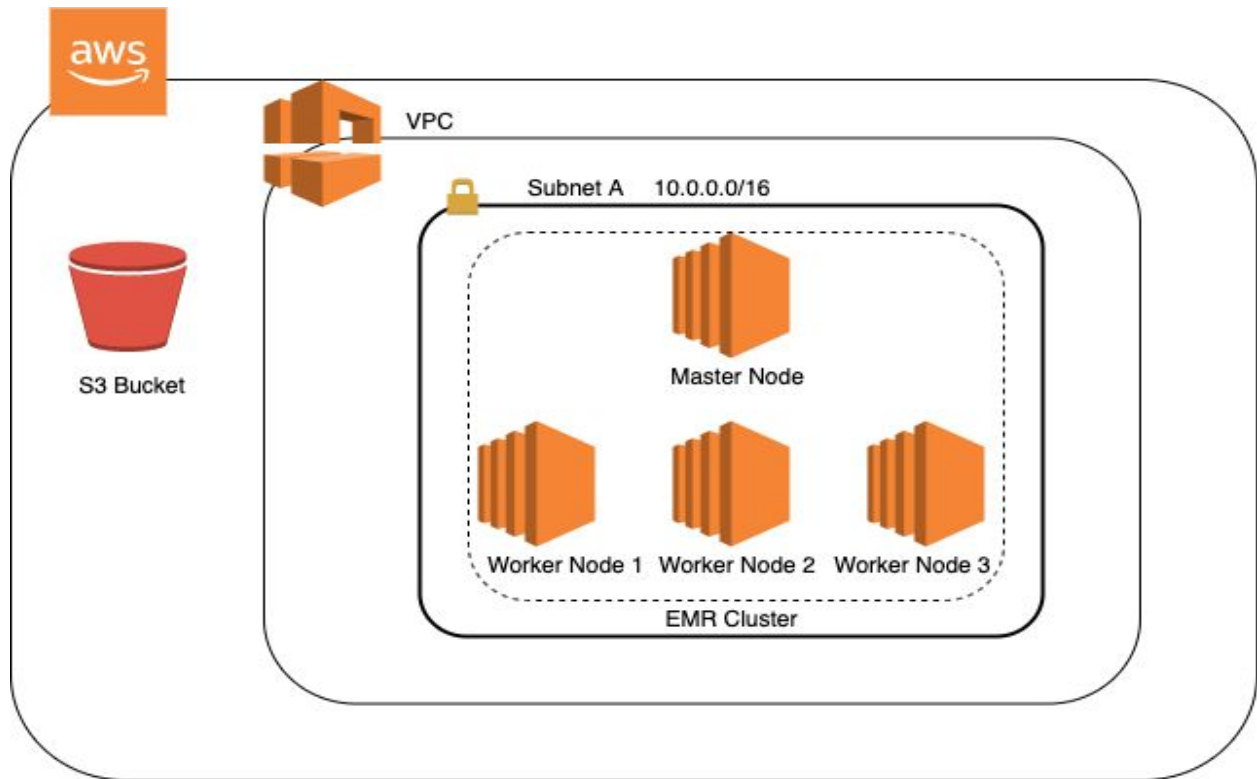 aws
VPC
Subnet A 10.0.0.0/16
S3 Bucket
Master Node
Worker Node 1 Worker Node 2 Worker Node 3
EMR Cluster